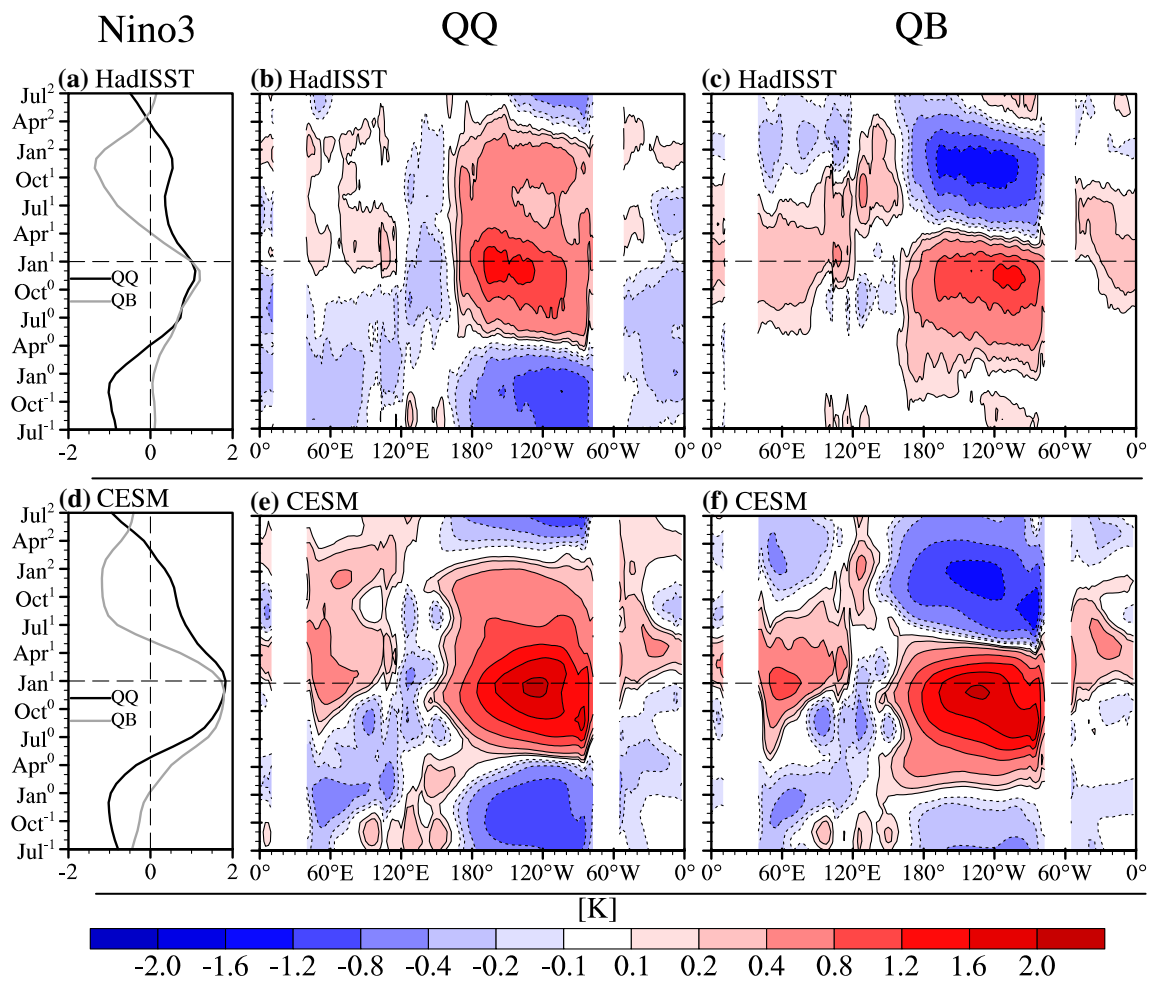 Nino3
QQ
QB
(a) HadISST
(b) HadISST
(c) HadISST
Jul²
Apr²
Jan²
Oct¹
Jul¹
Apr¹
Jan¹
Oct⁰
Jul⁰
Apr⁰
Jan⁰
Oct⁻¹
Jul⁻¹
QQ
QB
-2 0 2
0° 60°E 120°E 180° 120°W 60°W 0°
0° 60°E 120°E 180° 120°W 60°W 0°
(d) CESM
(e) CESM
(f) CESM
Jul²
Apr²
Jan²
Oct¹
Jul¹
Apr¹
Jan¹
Oct⁰
Jul⁰
Apr⁰
Jan⁰
Oct⁻¹
Jul⁻¹
QQ
QB
-2 0 2
0° 60°E 120°E 180° 120°W 60°W 0°
0° 60°E 120°E 180° 120°W 60°W 0°
[K]
-2.0 -1.6 -1.2 -0.8 -0.4 -0.2 -0.1 0.1 0.2 0.4 0.8 1.2 1.6 2.0